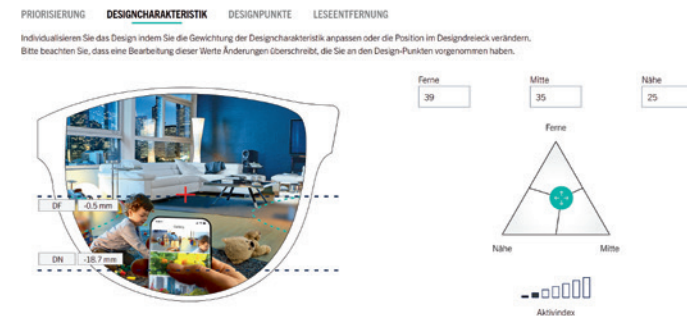 PRIORISIERUNG DESIGNCHARAKTERISTIK DESIGNPUNKTE LESEENTFERNUNG
Individualisieren Sie das Design indem Sie die Gewichtung der Designcharakteristik anpassen oder die Position im Designdreieck verändern.
Bitte beachten Sie, dass eine Bearbeitung dieser Werte Änderungen überschreibt, die Sie an den Design-Punkten vorgenommen haben.
Ferne Mitte Nähe
39 35 25
Ferne
DF -0.5 mm
DN -18.7 mm
Nähe Mitte
Aktivindex